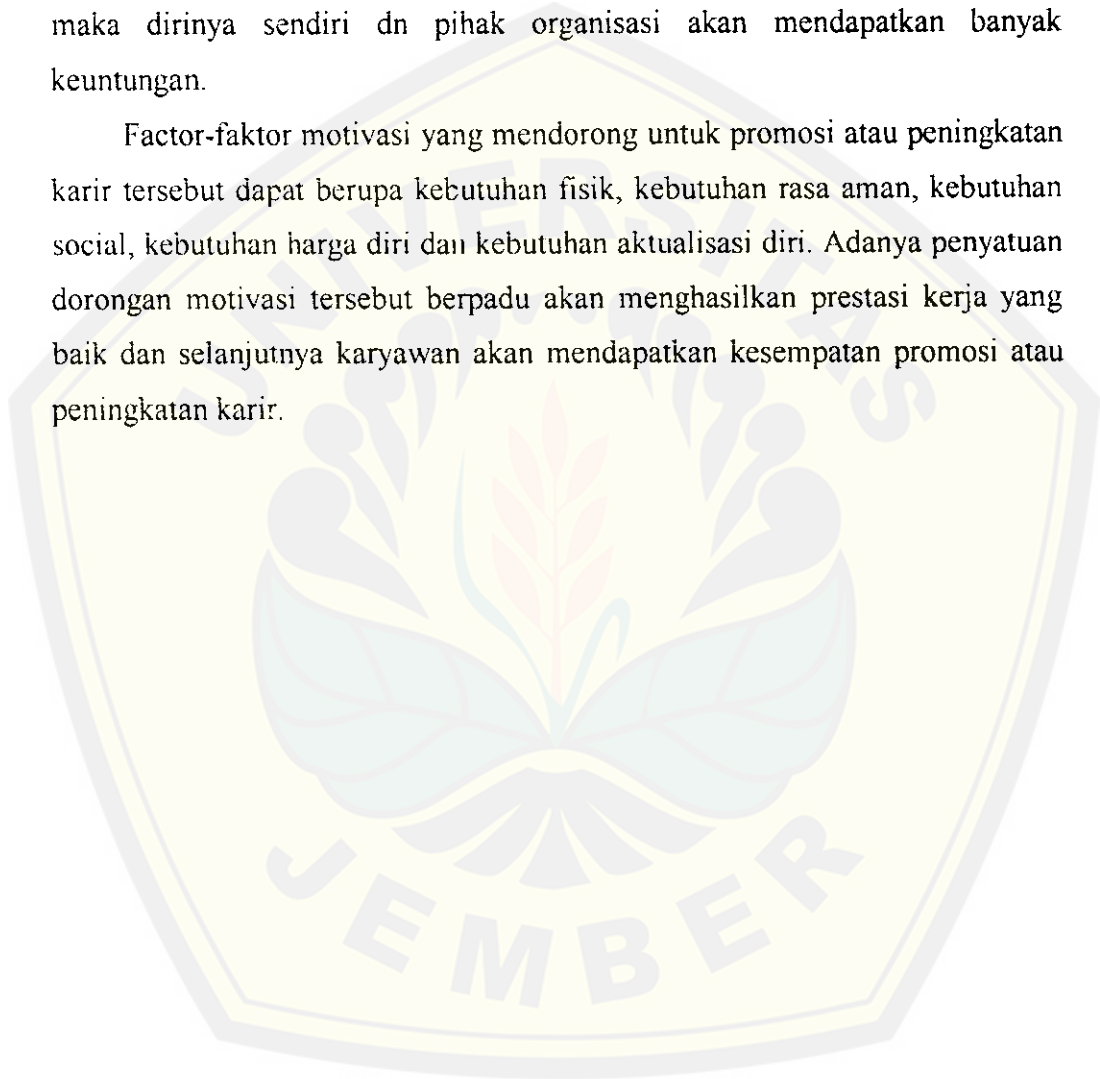 maka dirinya sendiri dn pihak organisasi akan mendapatkan banyak
keuntungan.
Factor-faktor motivasi yang mendorong untuk promosi atau peningkatan
karir tersebut dapat berupa kebutuhan fisik, kebutuhan rasa aman, kebutuhan
social, kebutuhan harga diri dan kebutuhan aktualisasi diri. Adanya penyatuan
dorongan motivasi tersebut berpadu akan menghasilkan prestasi kerja yang
baik dan selanjutnya karyawan akan mendapatkan kesempatan promosi atau
peningkatan karir.
UNIVERSITAS
JEMBER